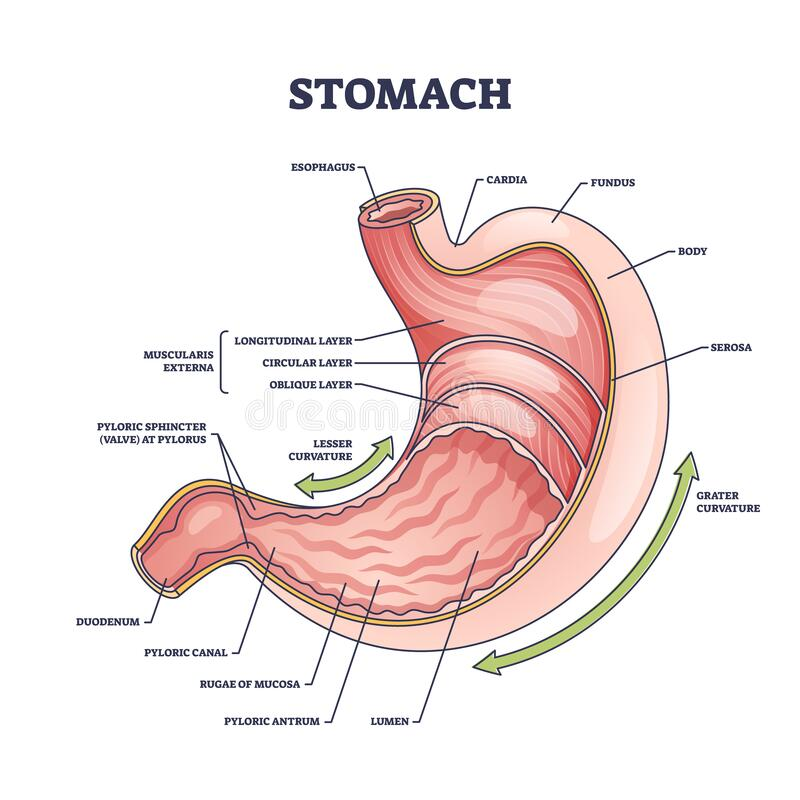 STOMACH
ESOPHAGUS
CARDIA
FUNDUS
BODY
SEROSA
MUSCULARIS
EXTERNA
LONGITUDINAL LAYER
CIRCULAR LAYER
OBLIQUE LAYER
PYLORIC SPHINCTER
(VALVE) AT PYLORUS
LESSER
CURVATURE
GRATER
CURVATURE
DUODENUM
PYLORIC CANAL
RUGAE OF MUCOSA
PYLORIC ANTRUM
LUMEN
dreamstime